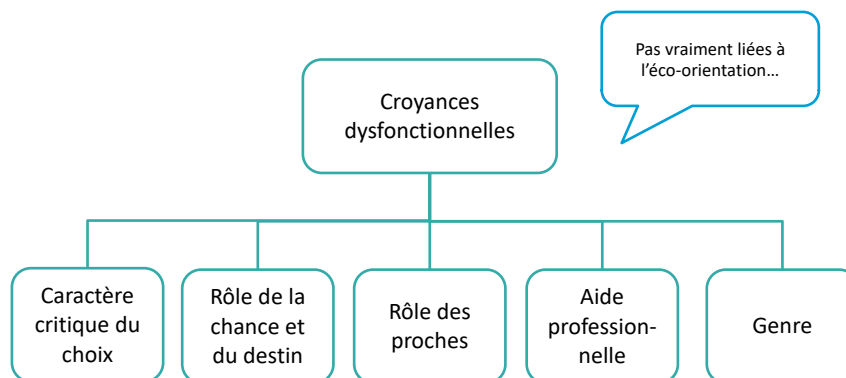 Pas vraiment liées à
l’éco-orientation…
Croyances
dysfonctionnelles
Caractère
critique du
choix
Rôle de la
chance et
du destin
Rôle des
proches
Aide
profession-
nelle
Genre